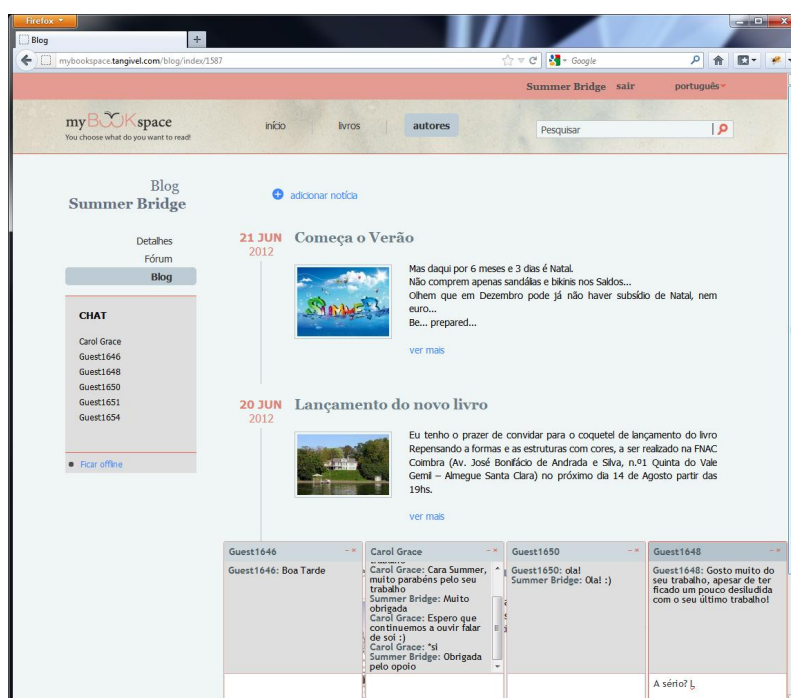 Firefox
Blog
mybookspace.tangivel.com/blog/index/1587
Google
Summer Bridge sair português
my BOOK space
You choose what do you want to read!
início livros autores
Pesquisar
Blog
Summer Bridge
Detalhes
Fórum
Blog
CHAT
Carol Grace
Guest1646
Guest1648
Guest1650
Guest1651
Guest1654
Ficar offline
adicionar notícia
21 JUN
2012
Começa o Verão
SUMMER
Mas daqui por 6 meses e 3 dias é Natal.
Não comprem apenas sandálias e bikinis nos Saldos...
Olhem que em Dezembro pode já não haver subsídio de Natal, nem
euro...
Be... prepared...
ver mais
20 JUN
2012
Lançamento do novo livro
Eu tenho o prazer de convidar para o coquetel de lançamento do livro
Repensando a formas e as estruturas com cores, a ser realizado na FNAC
Coimbra (Av. José Bonifácio de Andrada e Silva, n.º1 Quinta do Vale
Gemil – Almegue Santa Clara) no próximo dia 14 de Agosto partir das
19hs.
ver mais
Guest1646
Guest1646: Boa Tarde
Carol Grace
trabalho
Carol Grace: Cara Summer,
muito parabéns pelo seu
trabalho
Summer Bridge: Muito
obrigada
Carol Grace: Espero que
continuemos a ouvir falar
de soi :)
Carol Grace: *si
Summer Bridge: Obrigada
pelo opoio
Guest1650
Guest1650: ola!
Summer Bridge: Ola! :)
Guest1648
Guest1648: Gosto muito do
seu trabalho, apesar de ter
ficado um pouco desiludida
com o seu último trabalho!
A sério? L